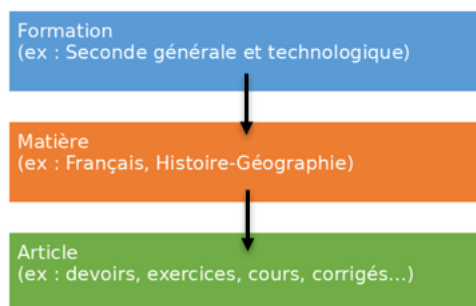 Formation
(ex : Seconde générale et technologique)
Matière
(ex : Français, Histoire-Géographie)
Article
(ex : devoirs, exercices, cours, corrigés...)